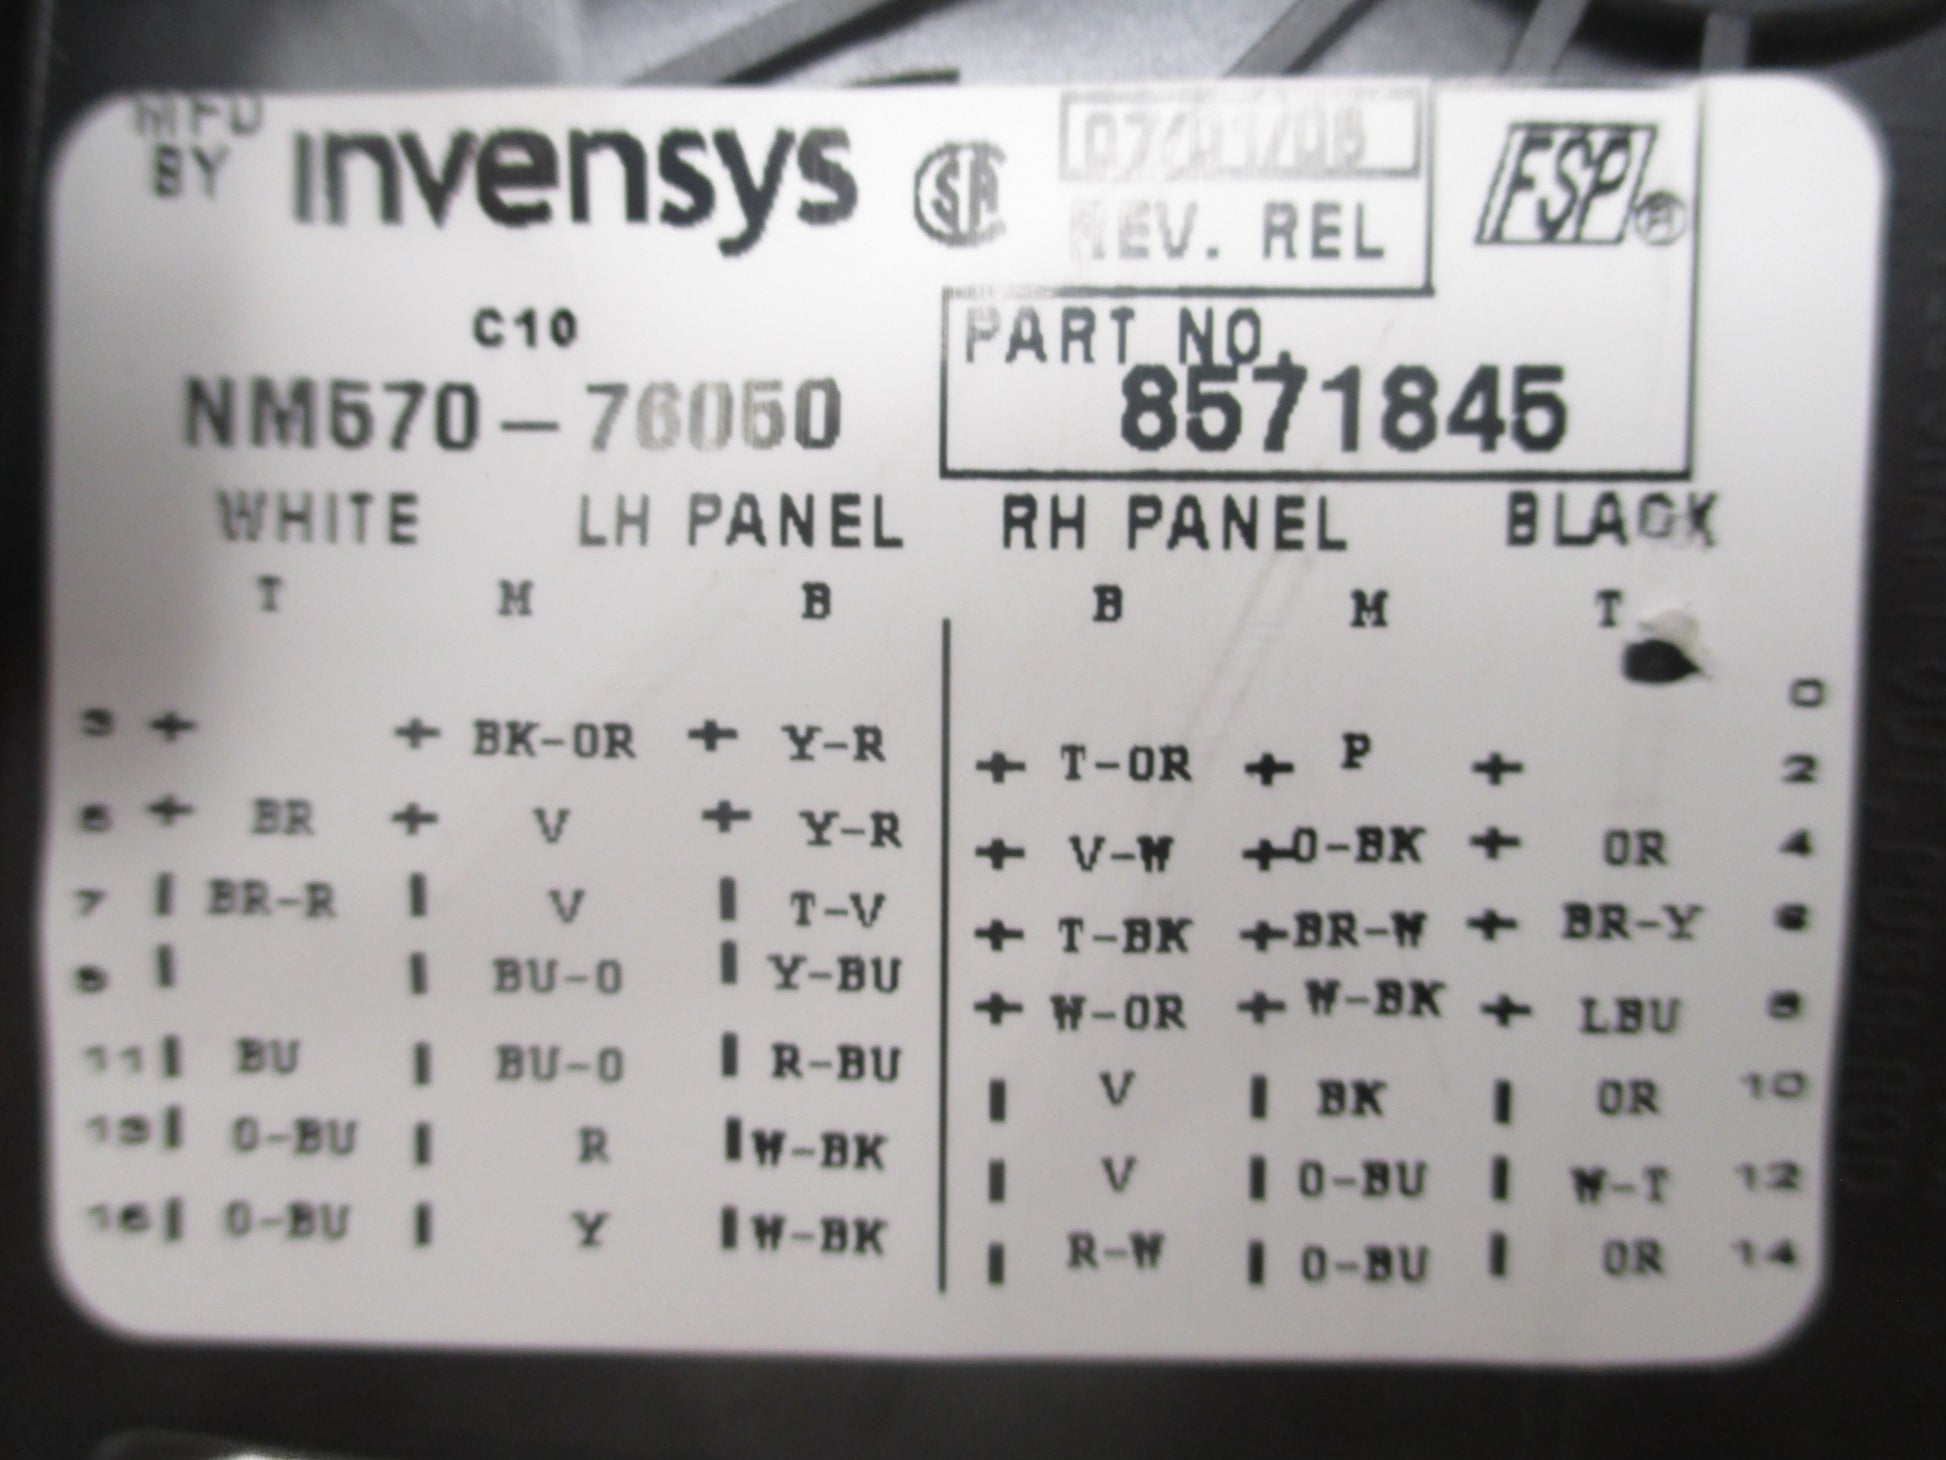 MFD
BY
invensys
SA
REV. REL
FSP
R
C10
PART NO.
8571845
WHITE LH PANEL RH PANEL BLACK
T M B B M T
0
3 + + BK-OR + Y-R + T-OR + P + 2
5 + BR + V + Y-R + V-W + O-BK + OR 4
7 | BR-R | V | T-V + T-BK + BR-W + BR-Y 6
9 | | BU-O | Y-BU + W-OR + W-BK + LBU 8
11 | BU | BU-O | R-BU | V | BK | OR 10
13 | O-BU | R | W-BK | V | O-BU | W-T 12
15 | O-BU | Y | W-BK | R-W | O-BU | OR 14